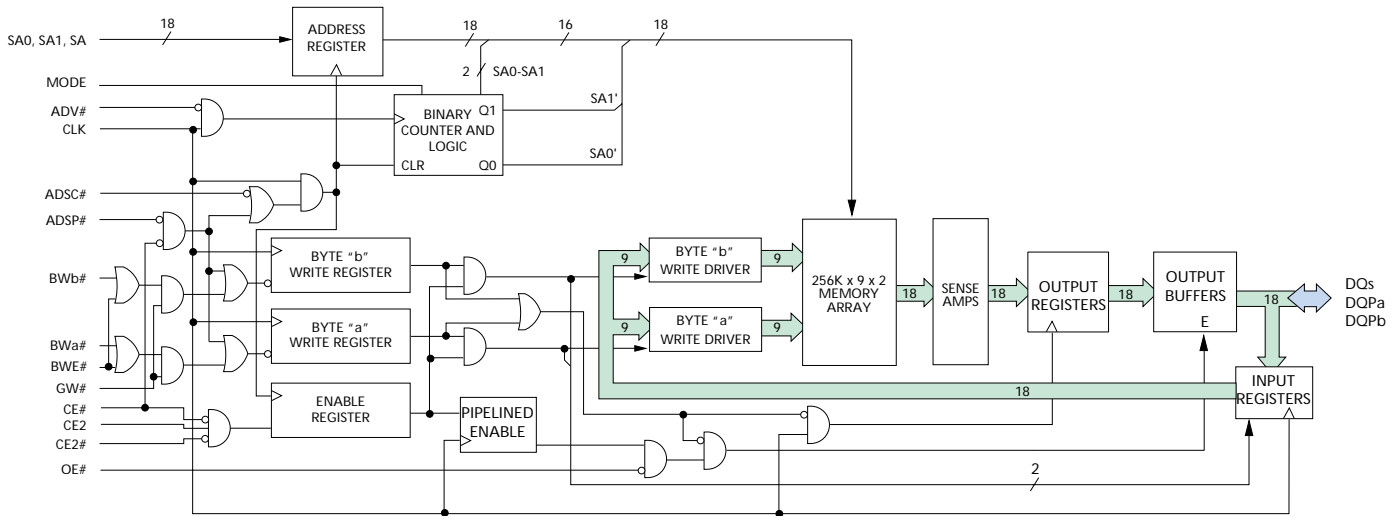 SA0, SA1, SA
18
ADDRESS
REGISTER
18
16
18
2
SA0-SA1
MODE
ADV#
CLK
BINARY
COUNTER AND
LOGIC
Q1
CLR
Q0
SA1'
SA0'
ADSC#
ADSP#
BWb#
BWa#
BWE#
GW#
CE#
CE2
CE2#
OE#
BYTE “b”
WRITE REGISTER
BYTE “a”
WRITE REGISTER
ENABLE
REGISTER
PIPELINED
ENABLE
9
BYTE “b”
WRITE DRIVER
9
9
BYTE “a”
WRITE DRIVER
9
256K x 9 x 2
MEMORY
ARRAY
18
SENSE
AMPS
18
OUTPUT
REGISTERS
18
OUTPUT
BUFFERS
E
18
DQs
DQPa
DQPb
INPUT
REGISTERS
18
2